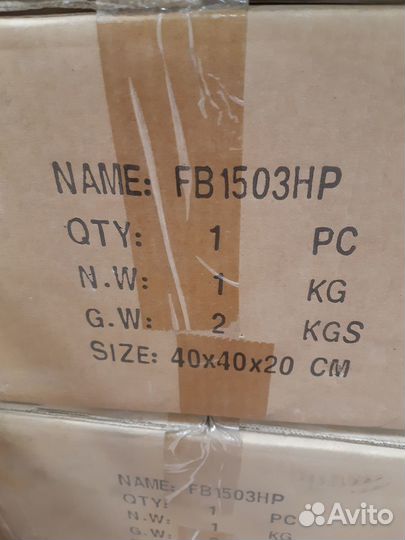 NAME: FB1503HP
QTY: 1 PC
N.W: 1 KG
G.W: 2 KGS
SIZE: 40x40x20 CM
NAME: FB1503HP
QTY: 1 PC
N.W: 1 KG
G.W: KGS
Avito